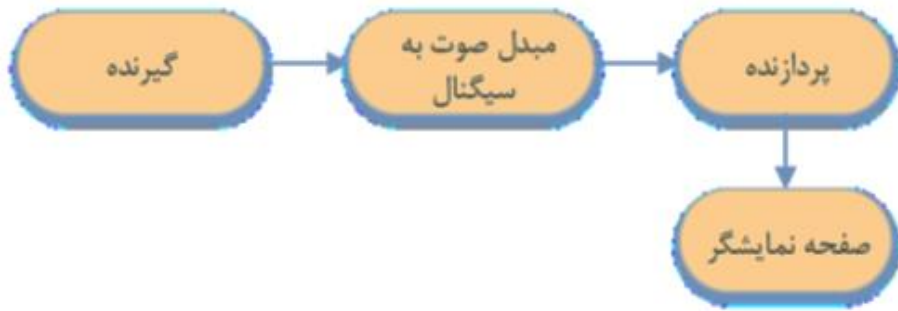 گیرنده
مبدل صوت به
سیگنال
پردازنده
صفحه نمایشگر